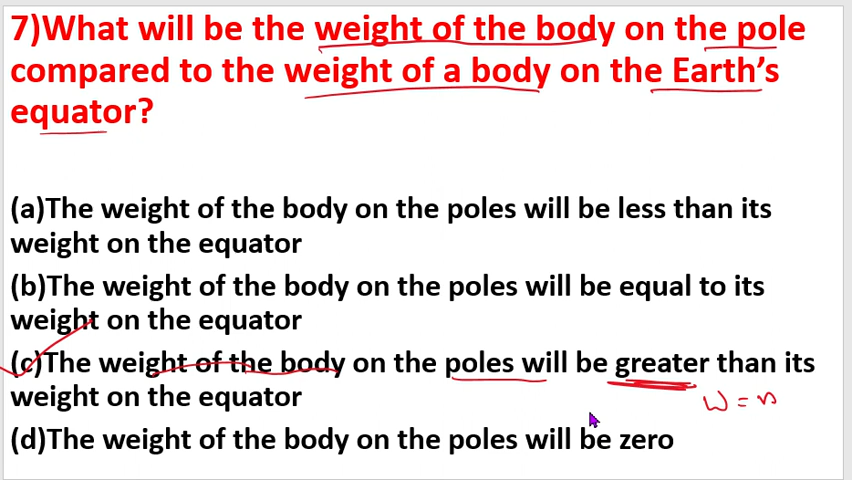 7)What will be the weight of the body on the pole
compared to the weight of a body on the Earth's
equator?
(a)The weight of the body on the poles will be less than its
weight on the equator
(b)The weight of the body on the poles will be equal to its
weight on the equator
(c)The weight of the body on the poles will be greater than its
weight on the equator
W = m
(d)The weight of the body on the poles will be zero